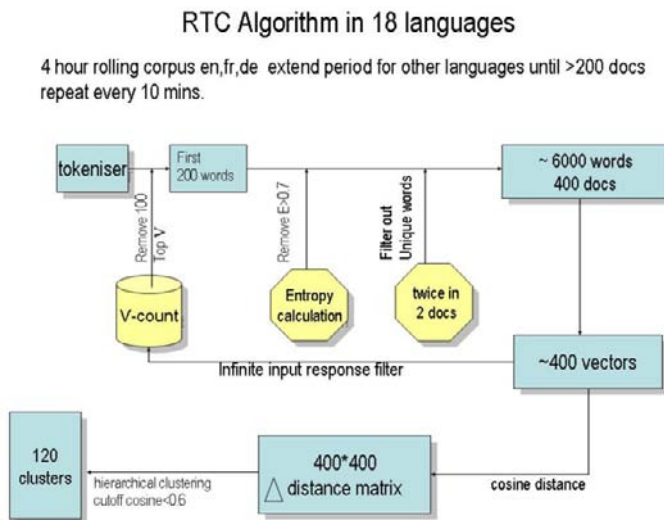 RTC Algorithm in 18 languages
4 hour rolling corpus en,fr,de extend period for other languages until >200 docs
repeat every 10 mins.
tokeniser
First
200 words
~ 6000 words
400 docs
Remove 100
Top V
Remove E>0.7
Filter out
Unique words
V-count
Entropy
calculation
twice in
2 docs
Infinite input response filter
~400 vectors
120
clusters
hierarchical clustering
cutoff cosine<0.6
400*400
△ distance matrix
cosine distance